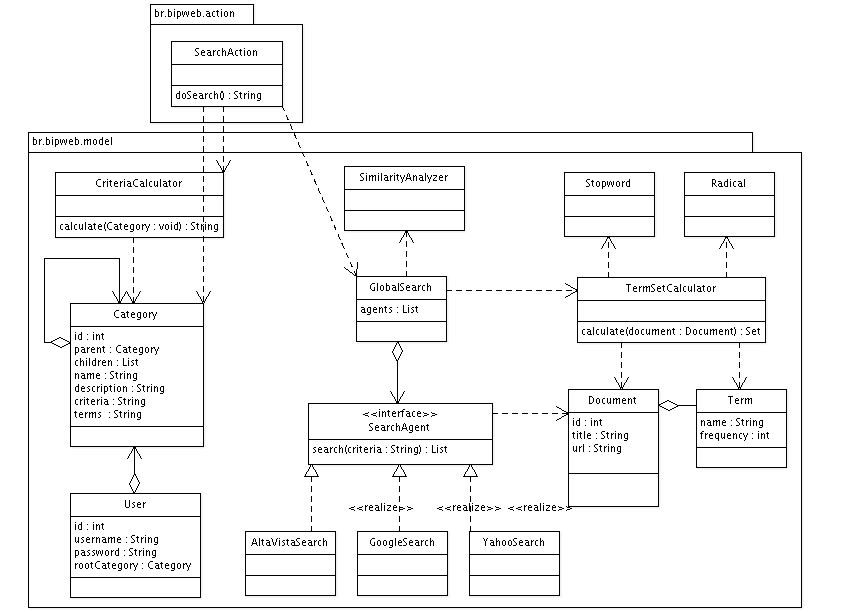 br.bipweb.action
SearchAction
doSearch() : String
br.bipweb.model
CriteriaCalculator
calculate(Category : void) : String
SimilarityAnalyzer
Stopword
Radical
GlobalSearch
agents : List
TermSetCalculator
calculate(document : Document) : Set
Category
id : int
parent : Category
children : List
name : String
description : String
criteria : String
terms : String
<<interface>>
SearchAgent
search(criteria : String) : List
Document
id : int
title : String
url : String
Term
name : String
frequency : int
User
id : int
username : String
password : String
rootCategory : Category
<<realize>>
<<realize>>
<<realize>>
AltaVistaSearch
GoogleSearch
YahooSearch